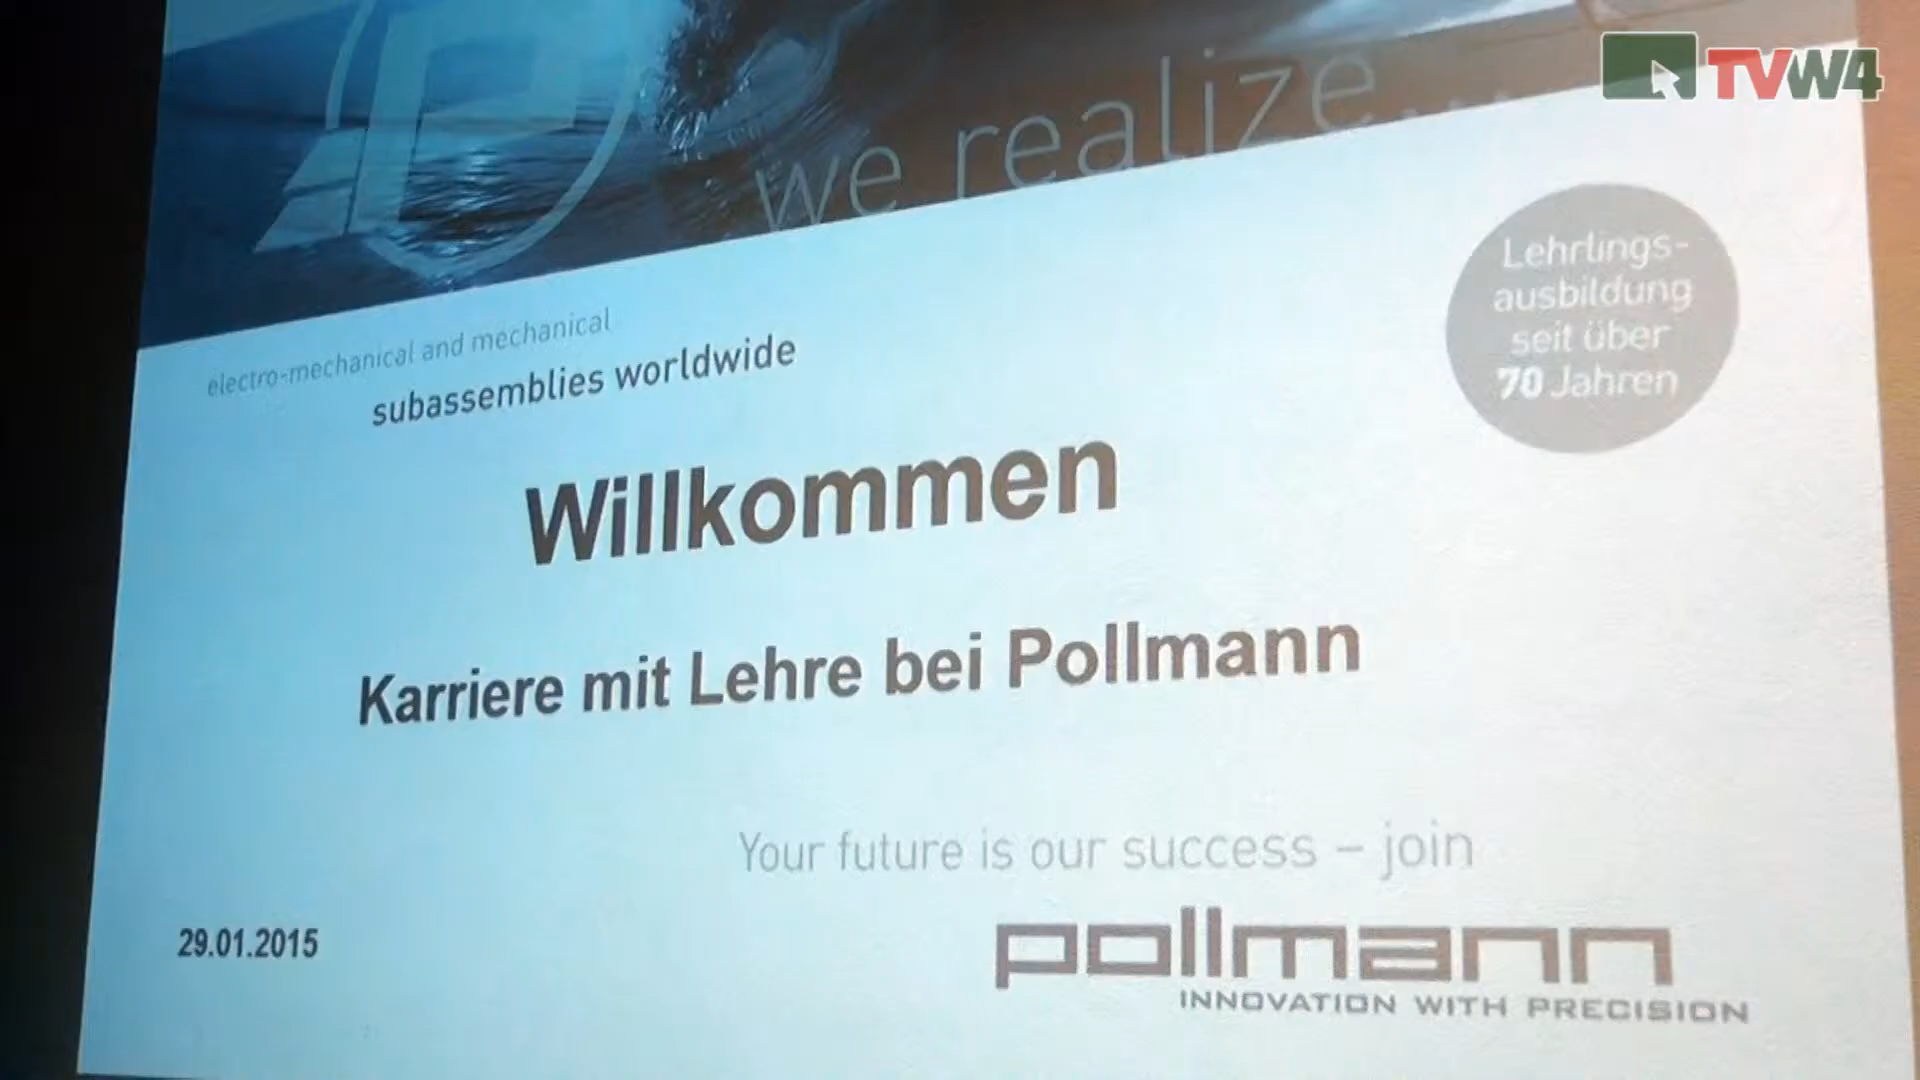 TVW4
we realize...
Lehrlings-
ausbildung
seit über
70 Jahren
electro-mechanical and mechanical
subassemblies worldwide
Willkommen
Karriere mit Lehre bei Pollmann
Your future is our success – join
29.01.2015
pollmann
INNOVATION WITH PRECISION